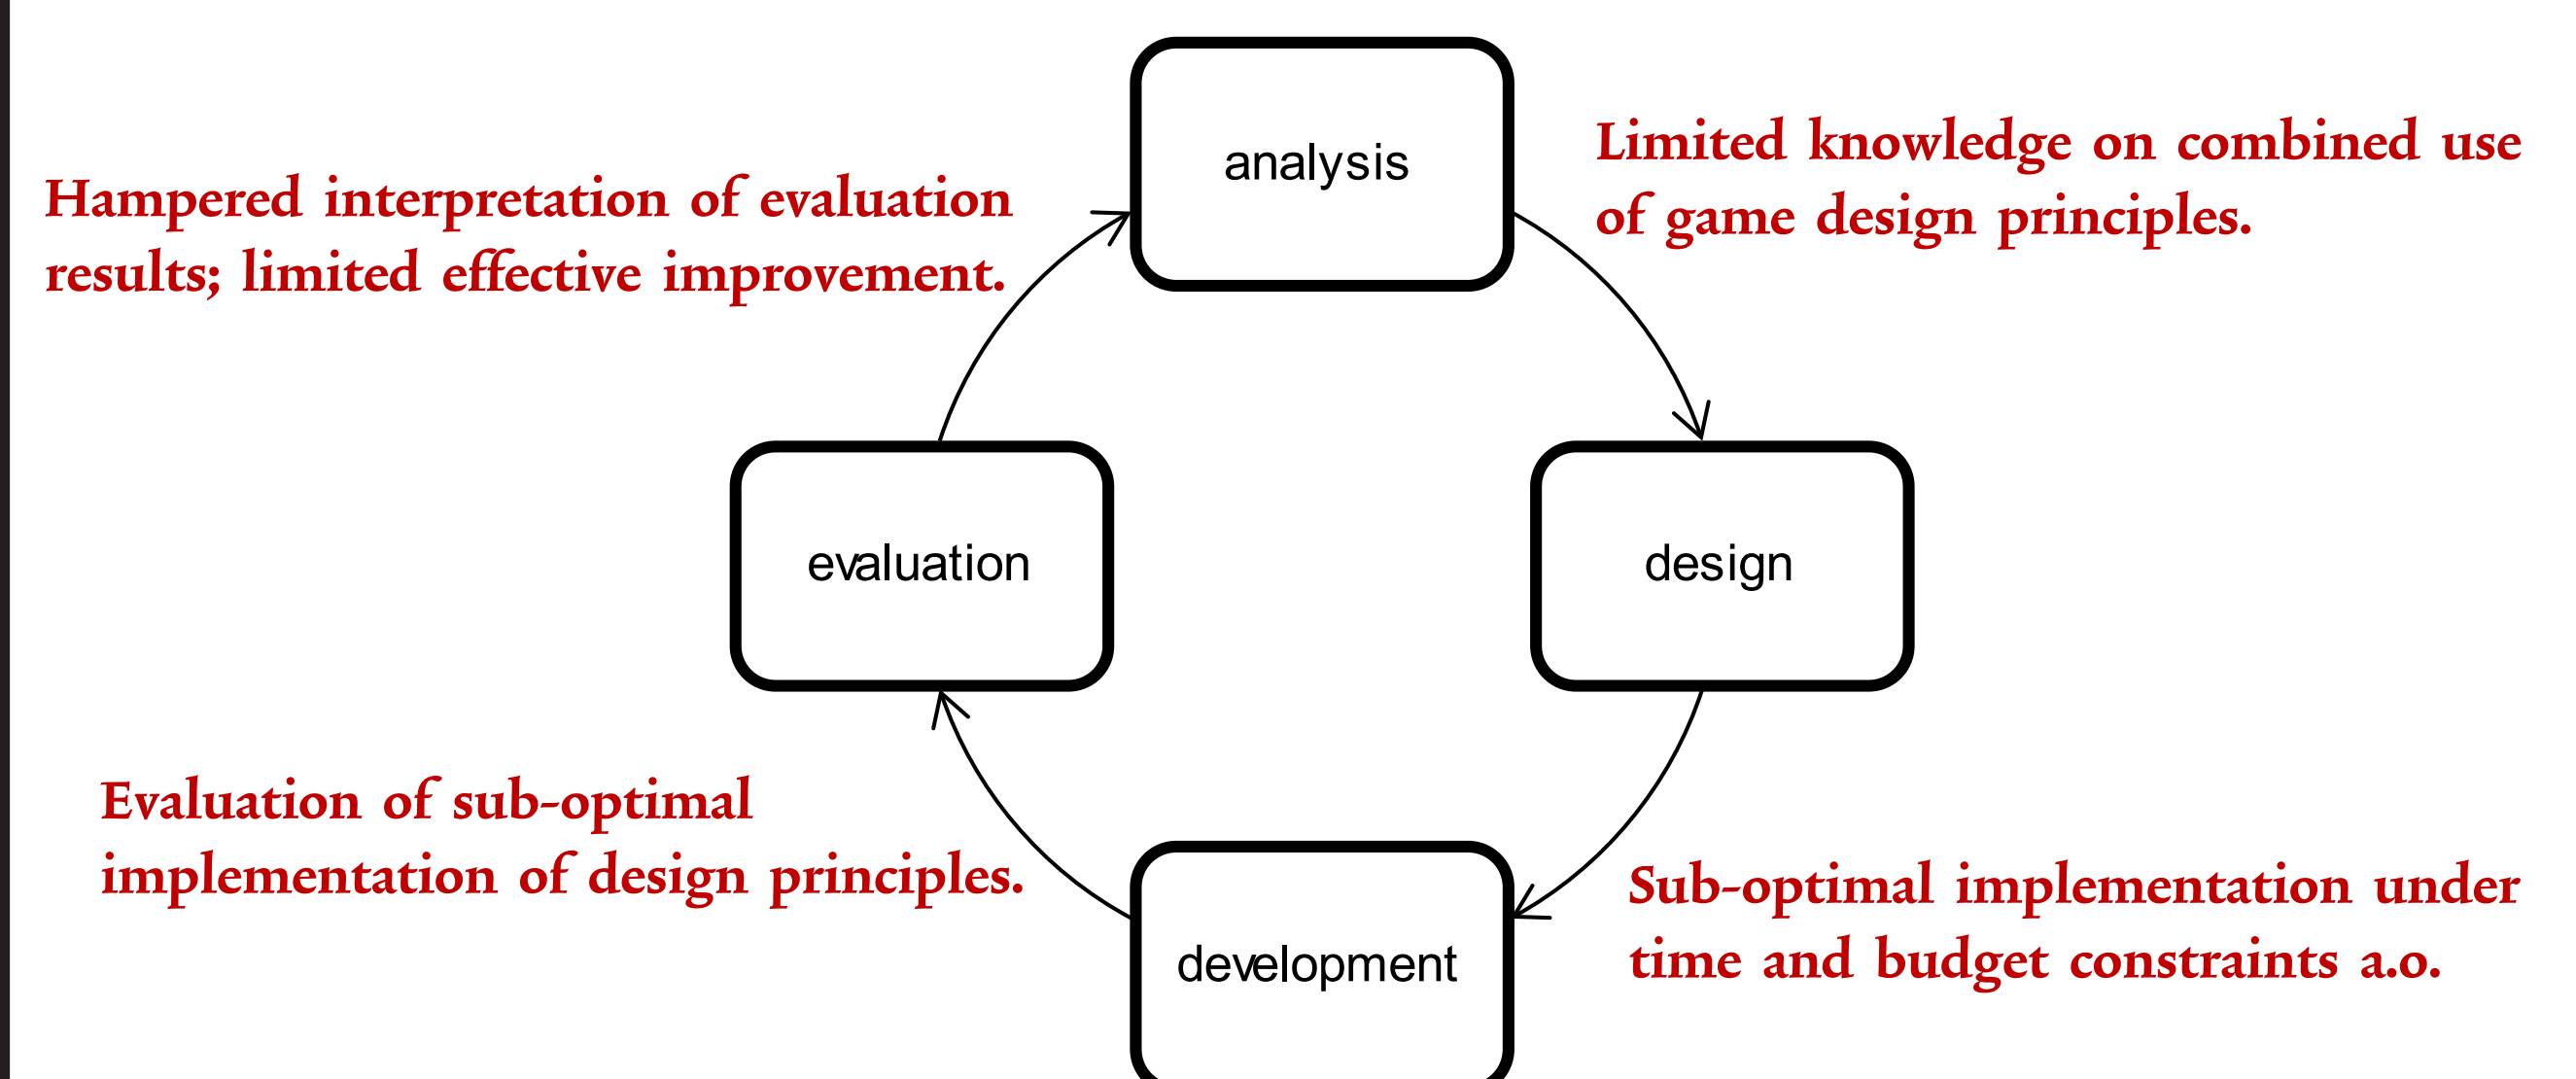 analysis
Limited knowledge on combined use
of game design principles.
Hampered interpretation of evaluation
results; limited effective improvement.
evaluation
design
Evaluation of sub-optimal
implementation of design principles.
development
Sub-optimal implementation under
time and budget constraints a.o.